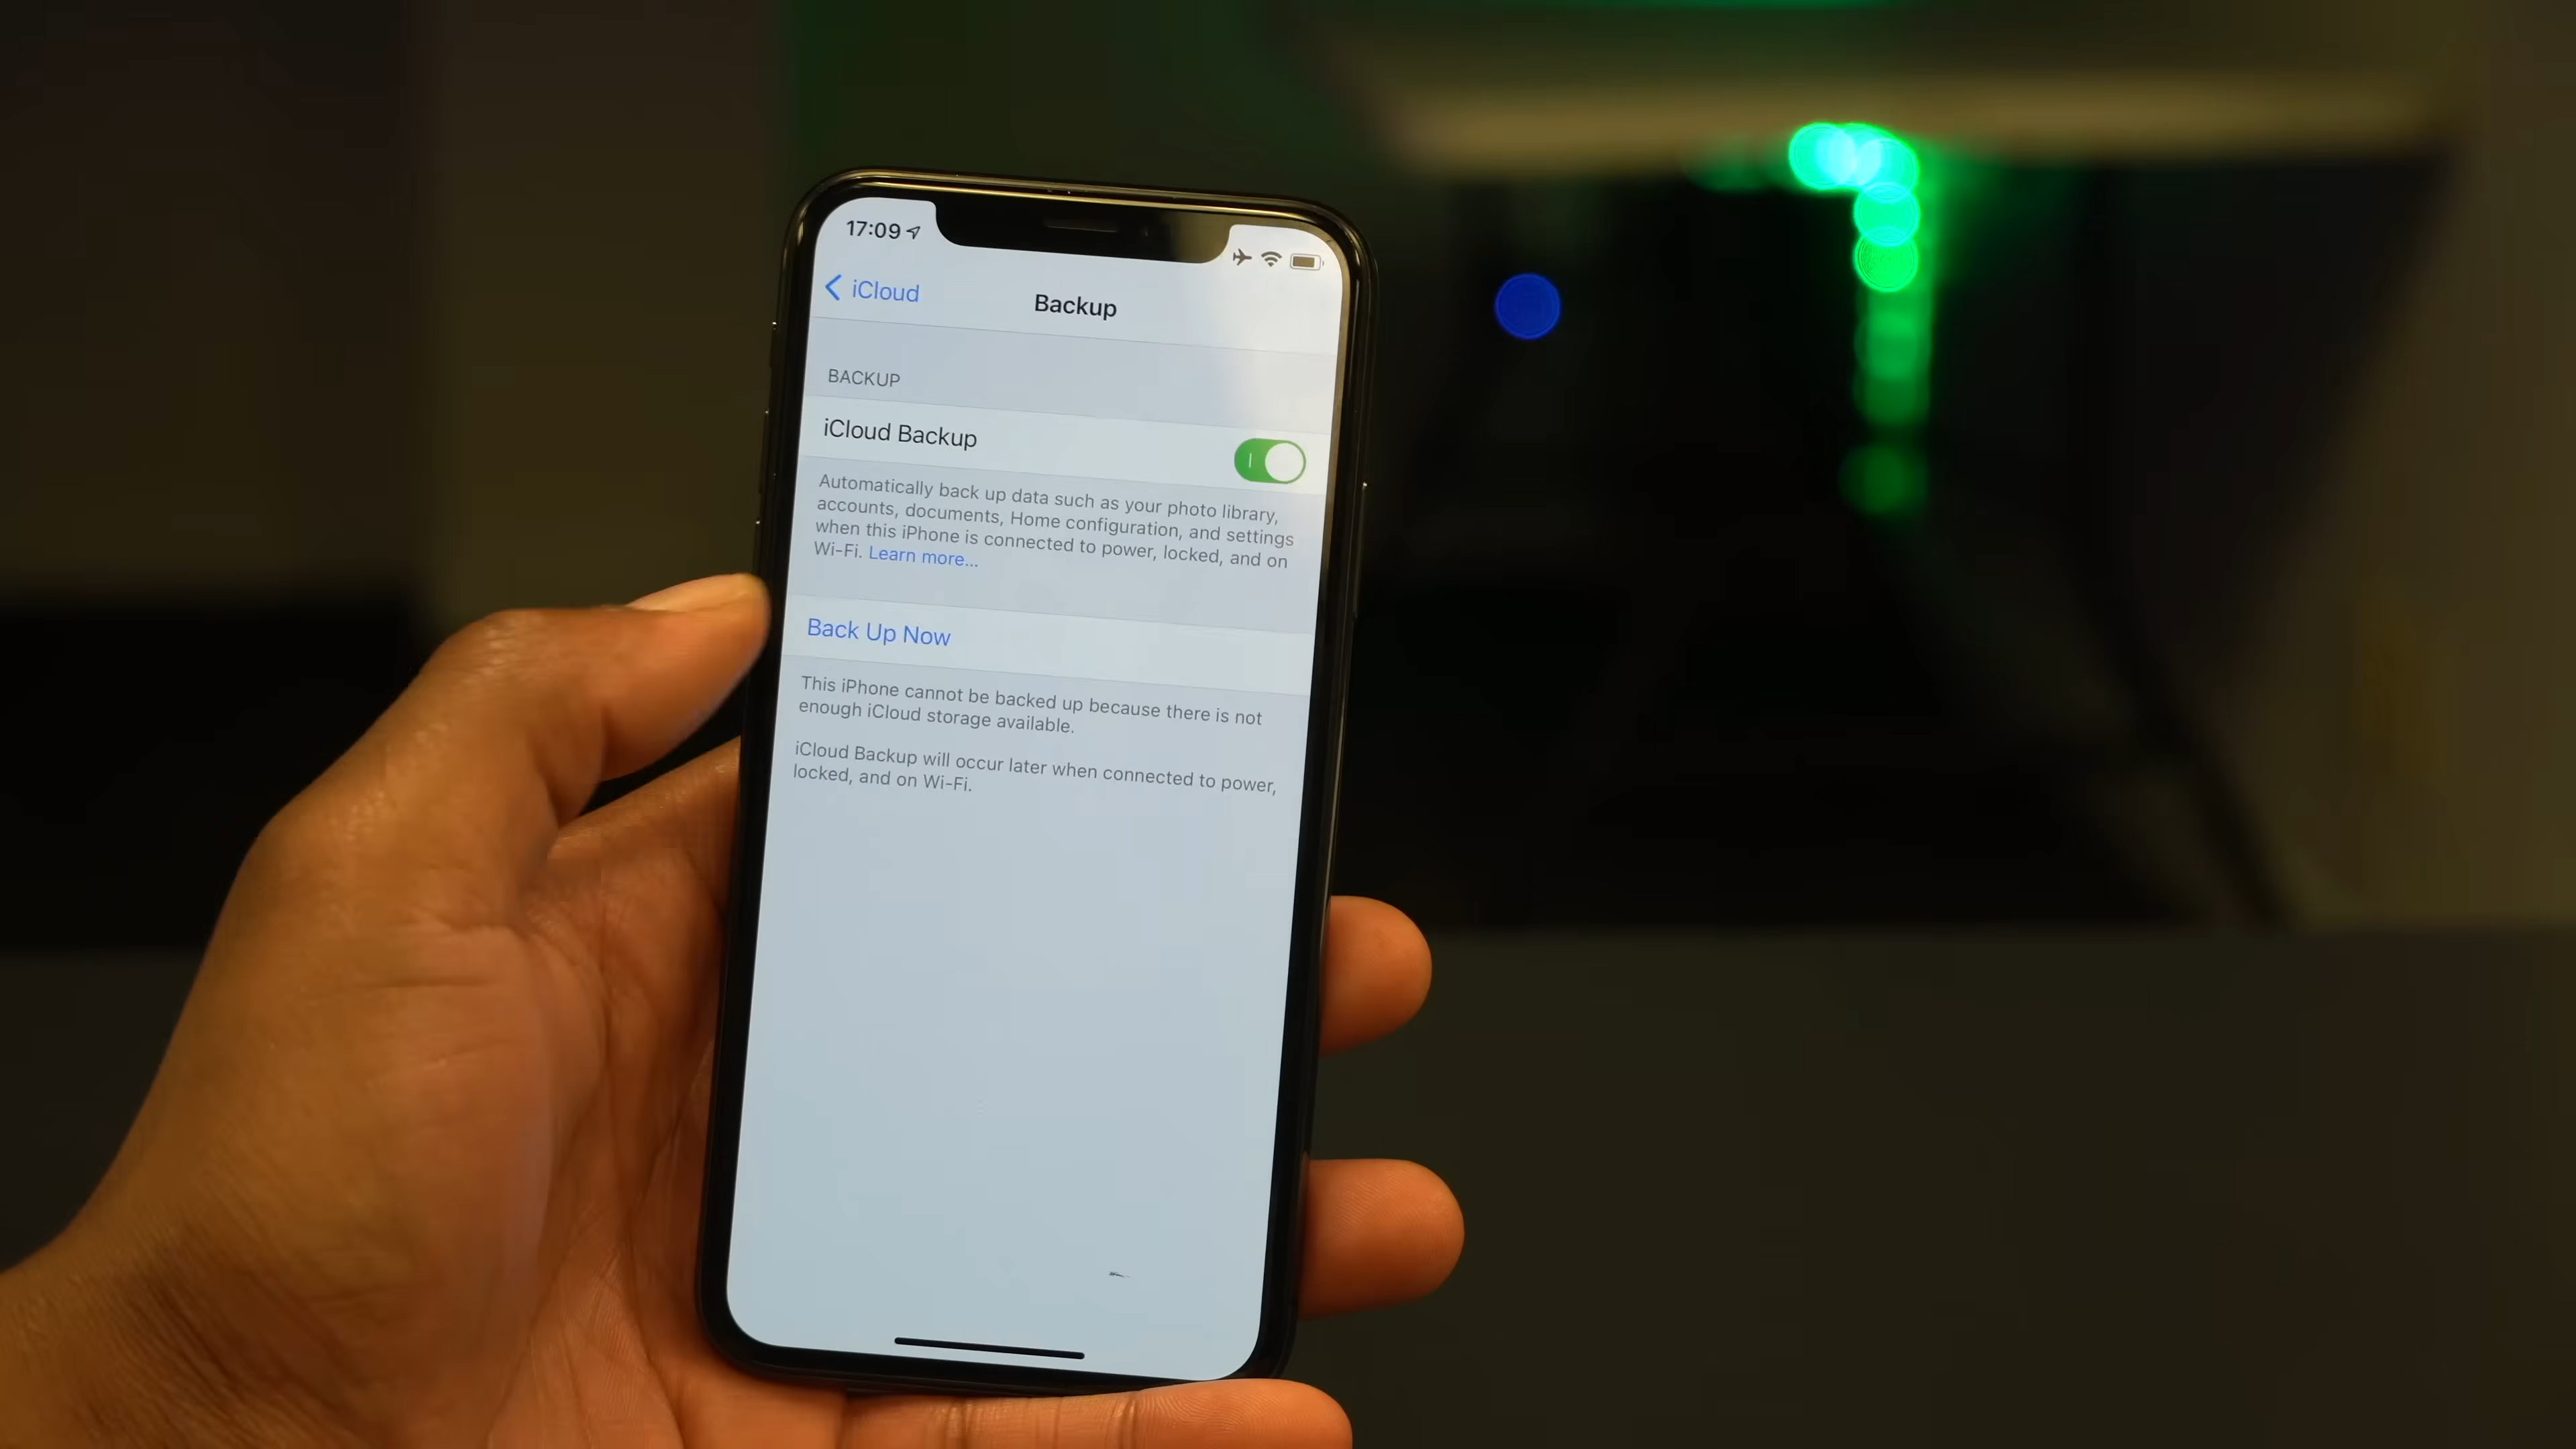 17:09
iCloud
Backup
BACKUP
iCloud Backup
Automatically back up data such as your photo library,
accounts, documents, Home configuration, and settings
when this iPhone is connected to power, locked, and on
Wi-Fi. Learn more...
Back Up Now
This iPhone cannot be backed up because there is not
enough iCloud storage available.
iCloud Backup will occur later when connected to power,
locked, and on Wi-Fi.